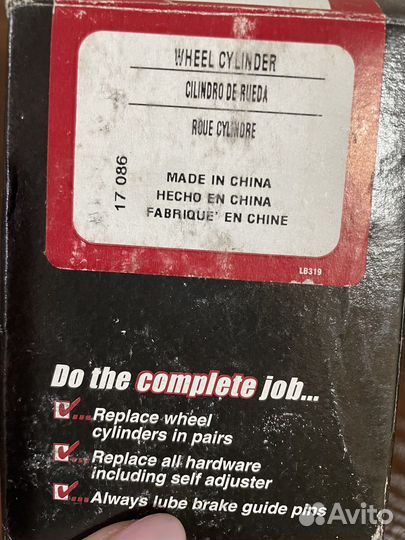 WHEEL CYLINDER
CILINDRO DE RUEDA
ROUE CYLINDRE
17 086
MADE IN CHINA
HECHO EN CHINA
FABRIQUE' EN CHINE
LB319
Do the complete job...
...Replace wheel
cylinders in pairs
...Replace all hardware
including self adjuster
...Always lube brake guide pins
Avito